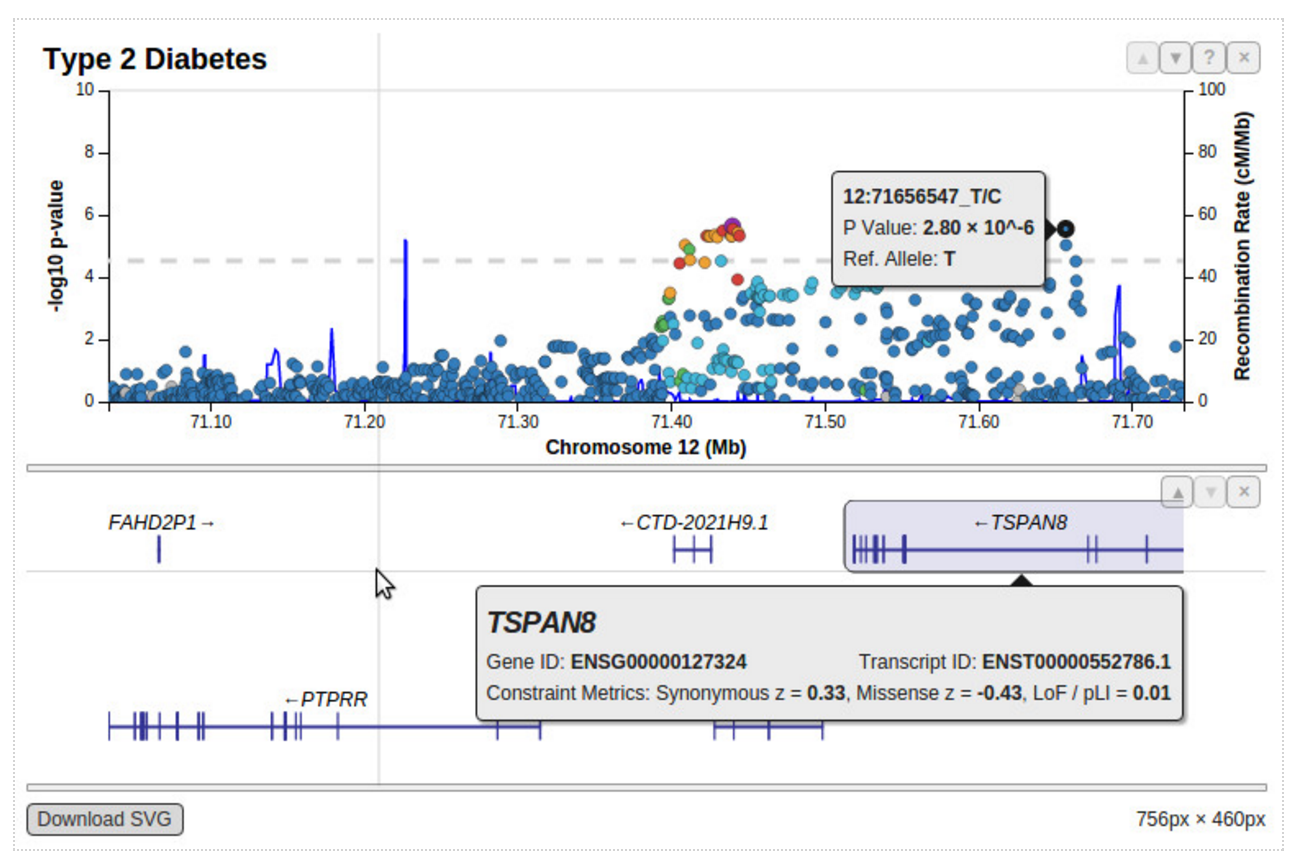 Type 2 Diabetes
▲ ▼ ? ×
10 100
8 80
6 60
4 40
2 20
0 0
-log10 p-value
Recombination Rate (cM/Mb)
12:71656547_T/C
P Value: 2.80 × 10^-6
Ref. Allele: T
71.10 71.20 71.30 71.40 71.50 71.60 71.70
Chromosome 12 (Mb)
▲ ▼ ×
FAHD2P1→ ←CTD-2021H9.1 ←TSPAN8
TSPAN8
Gene ID: ENSG00000127324 Transcript ID: ENST00000552786.1
Constraint Metrics: Synonymous z = 0.33, Missense z = -0.43, LoF / pLI = 0.01
←PTPRR
Download SVG 756px × 460px